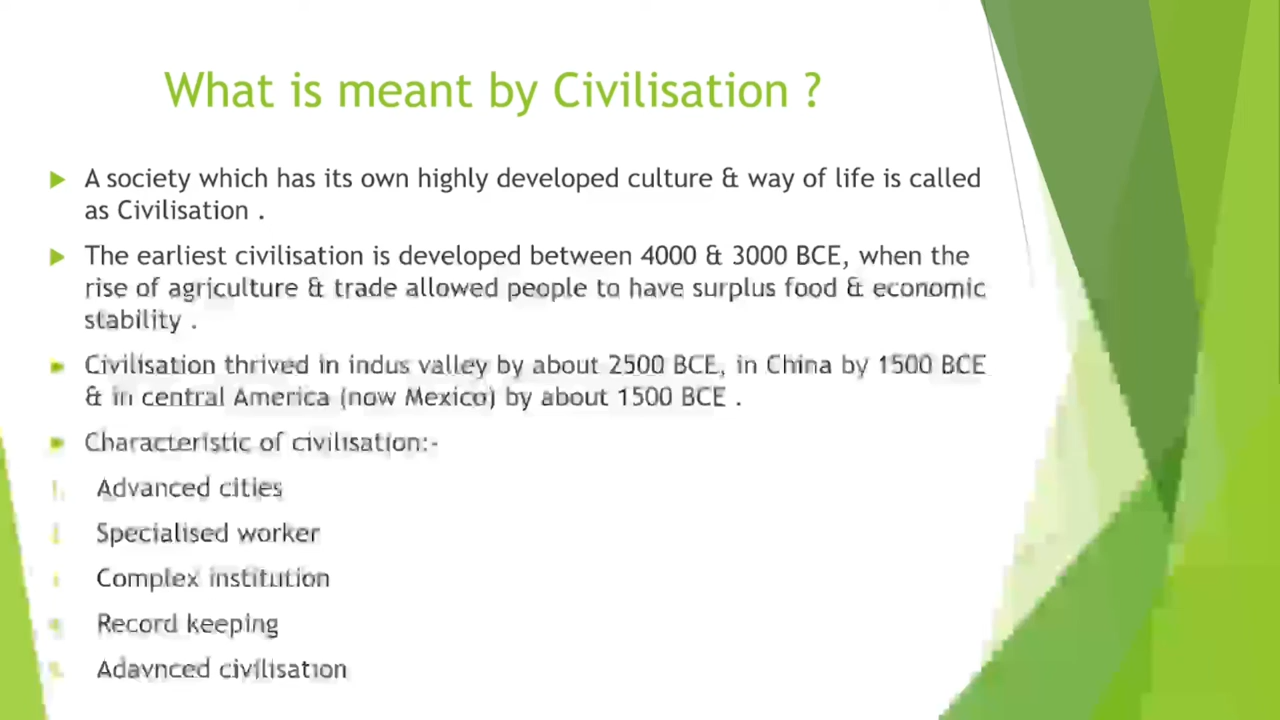 What is meant by Civilisation ?
A society which has its own highly developed culture & way of life is called
as Civilisation .
The earliest civilisation is developed between 4000 & 3000 BCE, when the
rise of agriculture & trade allowed people to have surplus food & economic
stability .
Civilisation thrived in indus valley by about 2500 BCE, in China by 1500 BCE
& in central America (now Mexico) by about 1500 BCE .
Characteristic of civilisation:-
Advanced cities
Specialised worker
Complex institution
Record keeping
Adavnced civilisation